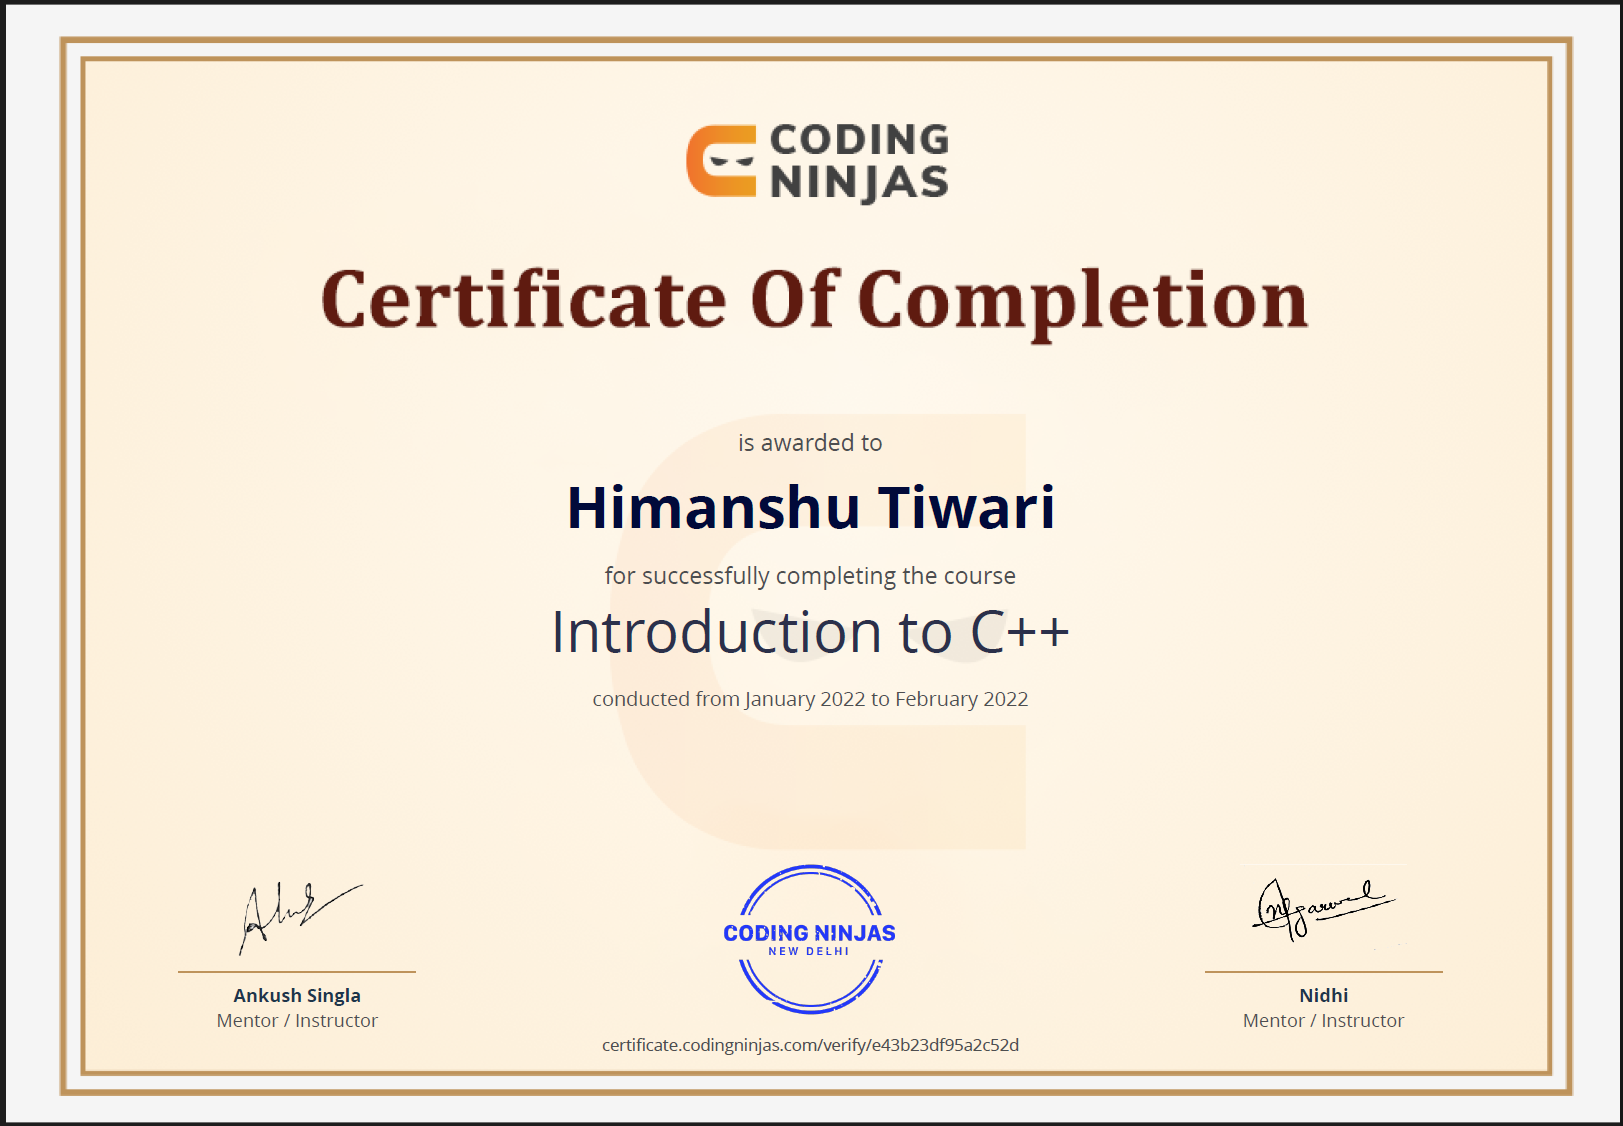 CODING
NINJAS
Certificate Of Completion
is awarded to
Himanshu Tiwari
for successfully completing the course
Introduction to C++
conducted from January 2022 to February 2022
CODING NINJAS
NEW DELHI
Ankush Singla
Mentor / Instructor
Nidhi
Mentor / Instructor
certificate.codingninjas.com/verify/e43b23df95a2c52d